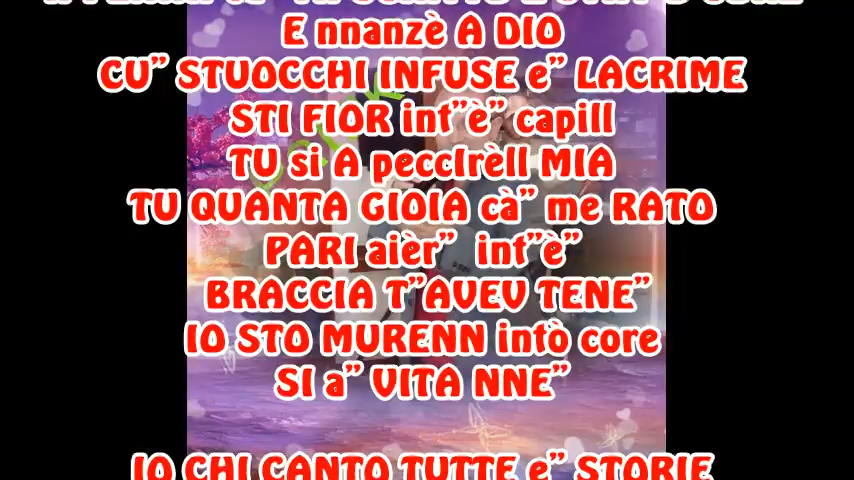 E nnanzè A DIO
CU" STUOCCHI INFUSE e" LACRIME
STI FIOR int"è" capill
TU si A peccIrèll MIA
TU QUANTA GIOIA cà" me RATO
PARI aièr" int"è"
BRACCIA T"AVEV TENE"
IO STO MURENN intò core
SI a" VITA NNE"
IO CHI CANTO TUTTE e" STORIE